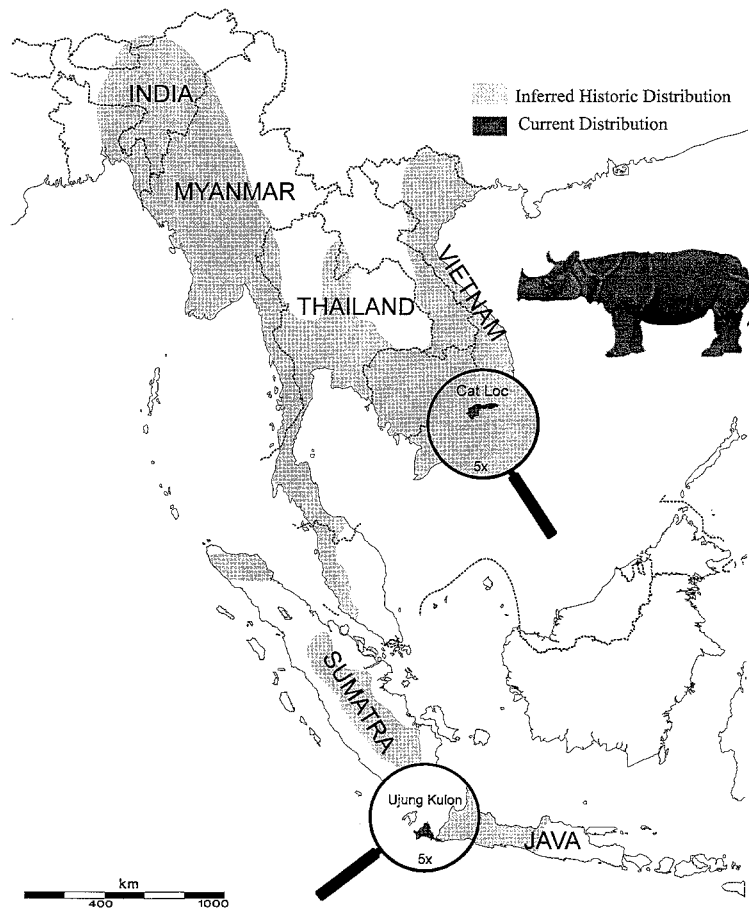 INDIA
Inferred Historic Distribution
Current Distribution
MYANMAR
VIETNAM
THAILAND
Cat Loc
5x
SUMATRA
Ujung Kulon
5x
JAVA
km
400
1000